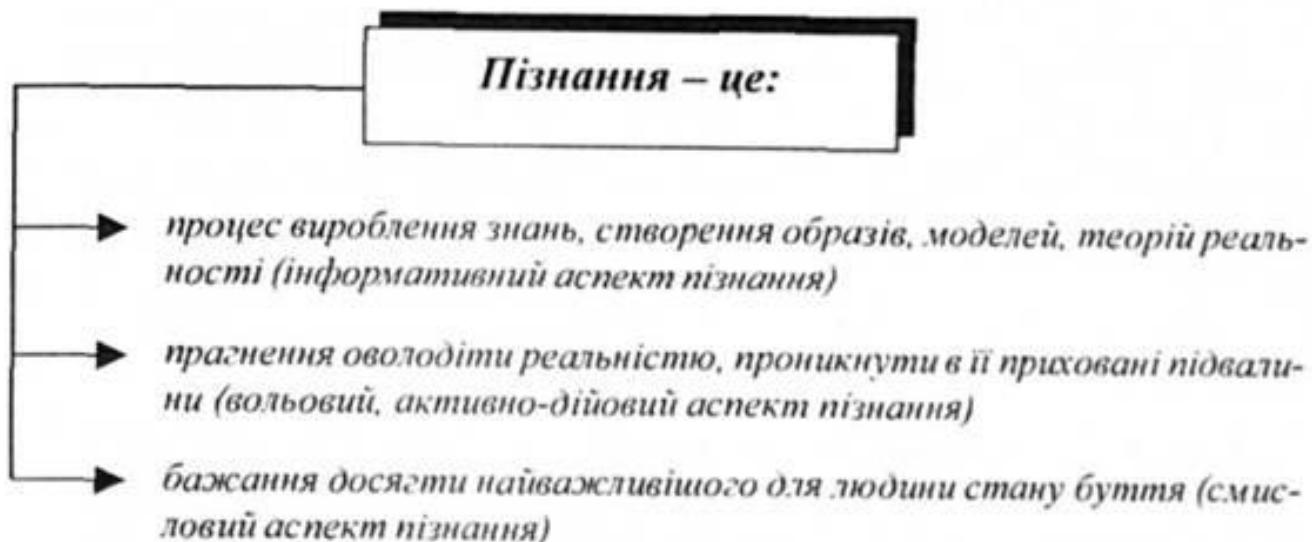 Пізнання – це:
процес вироблення знань, створення образів, моделей, теорій реаль-
ності (інформативний аспект пізнання)
прагнення оволодіти реальністю, проникнути в її приховані підвали-
ни (вольовий, активно-дійовий аспект пізнання)
бажання досягти найважливішого для людини стану буття (смис-
ловий аспект пізнання)